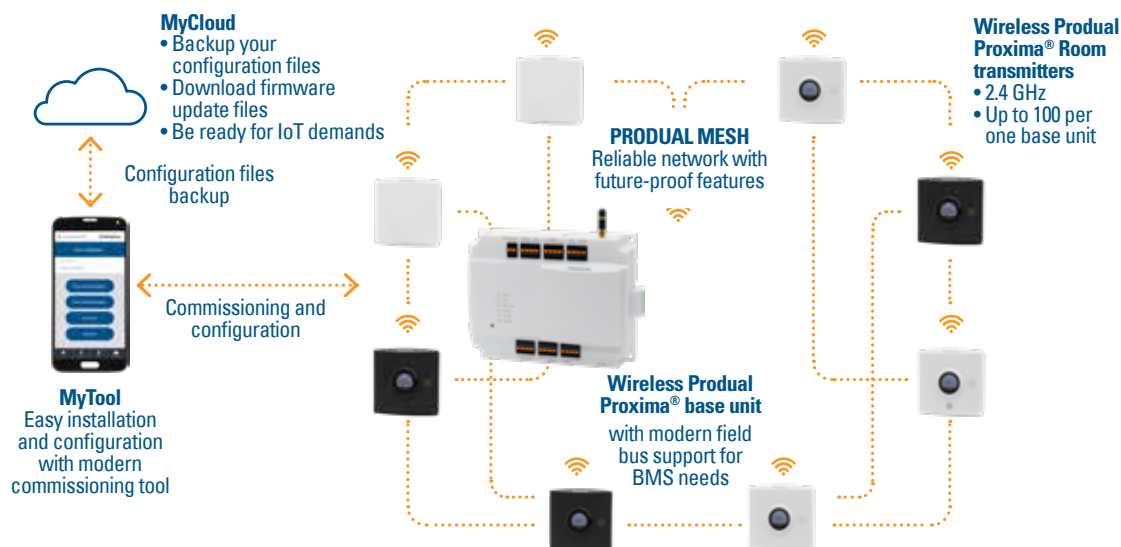 MyCloud
• Backup your
configuration files
• Download firmware
update files
• Be ready for IoT demands
Configuration files
backup
MyTool
Easy installation
and configuration
with modern
commissioning tool
Commissioning and
configuration
PRODUAL MESH
Reliable network with
future-proof features
Wireless Produal
Proxima® base unit
with modern field
bus support for
BMS needs
Wireless Produal
Proxima® Room
transmitters
• 2.4 GHz
• Up to 100 per
one base unit